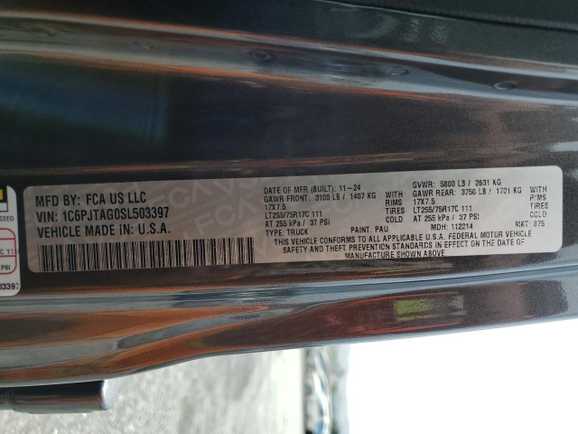 MFD BY: FCA US LLC
VIN: 1C6PJTAG0SL503397
VEHICLE MADE IN: U.S.A.
DATE OF MFR (BUILT): 11-24
GAWR FRONT: 3100 LB / 1407 KG
17X7.5 RIMS
LT255/75R17C 111 TIRES
AT 255 kPa / 37 PSI COLD
TYPE: TRUCK PAINT: PAU
GVWR: 5800 LB / 2631 KG
GAWR REAR: 3750 LB / 1701 KG
17X7.5 RIMS
LT255/75R17C 111 TIRES
AT 255 kPa / 37 PSI COLD
MDH: 112214 TKT: 075
THIS VEHICLE CONFORMS TO ALL APPLICABLE U.S.A. FEDERAL MOTOR VEHICLE
SAFETY AND THEFT PREVENTION STANDARDS IN EFFECT ON THE DATE OF
MANUFACTURE SHOWN ABOVE.
PSI